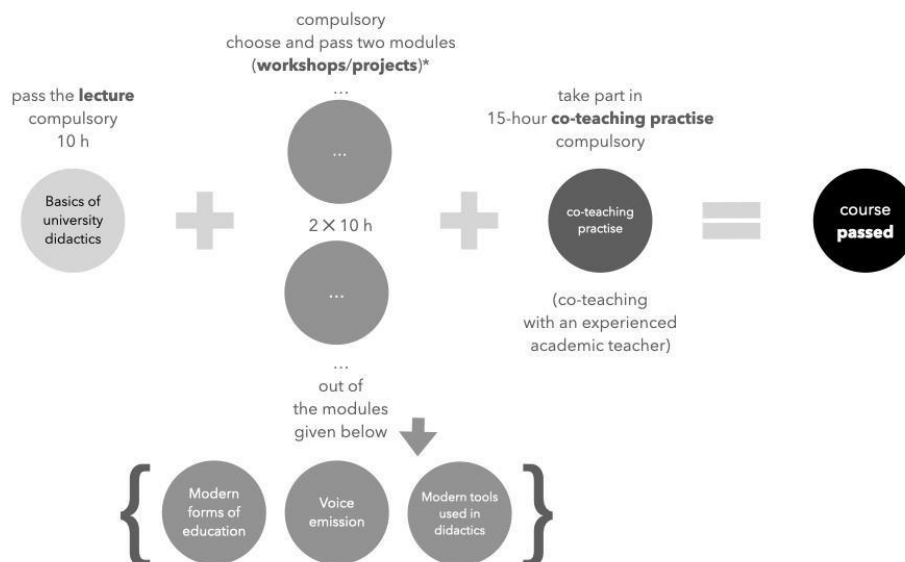 pass the lecture
compulsory
10 h
Basics of
university
didactics
compulsory
choose and pass two modules
(workshops/projects)*
...
...
2 × 10 h
...
...
out of
the modules
given below
take part in
15-hour co-teaching practise
compulsory
co-teaching
practise
(co-teaching
with an experienced
academic teacher)
course
passed
Modern
forms of
education
Voice
emission
Modern tools
used in
didactics